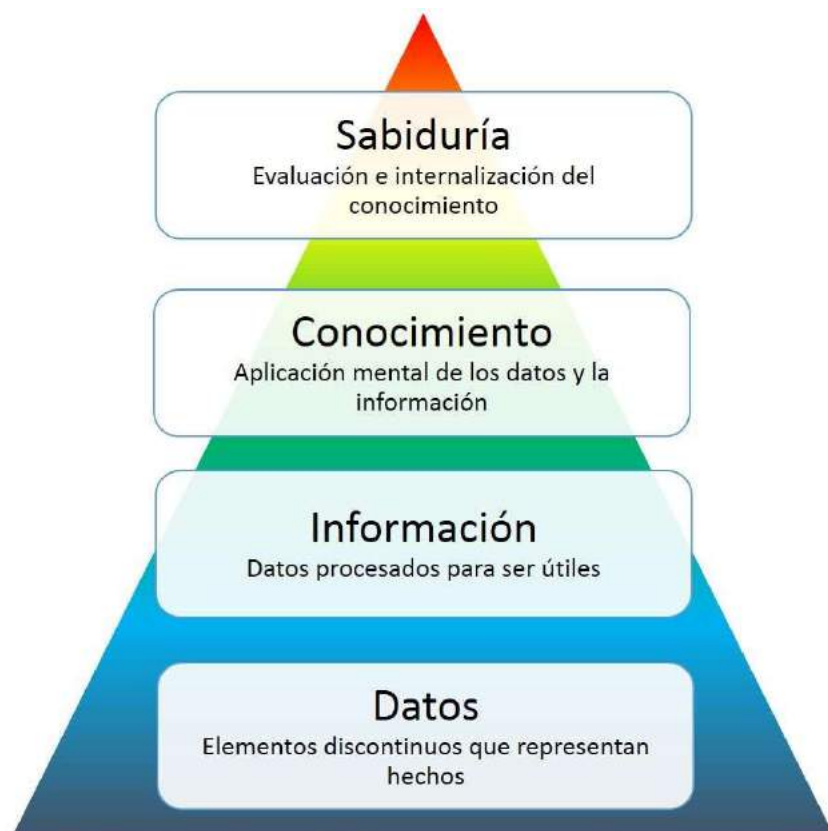 Sabiduría
Evaluación e internalización del
conocimiento
Conocimiento
Aplicación mental de los datos y la
información
Información
Datos procesados para ser útiles
Datos
Elementos discontinuos que representan
hechos